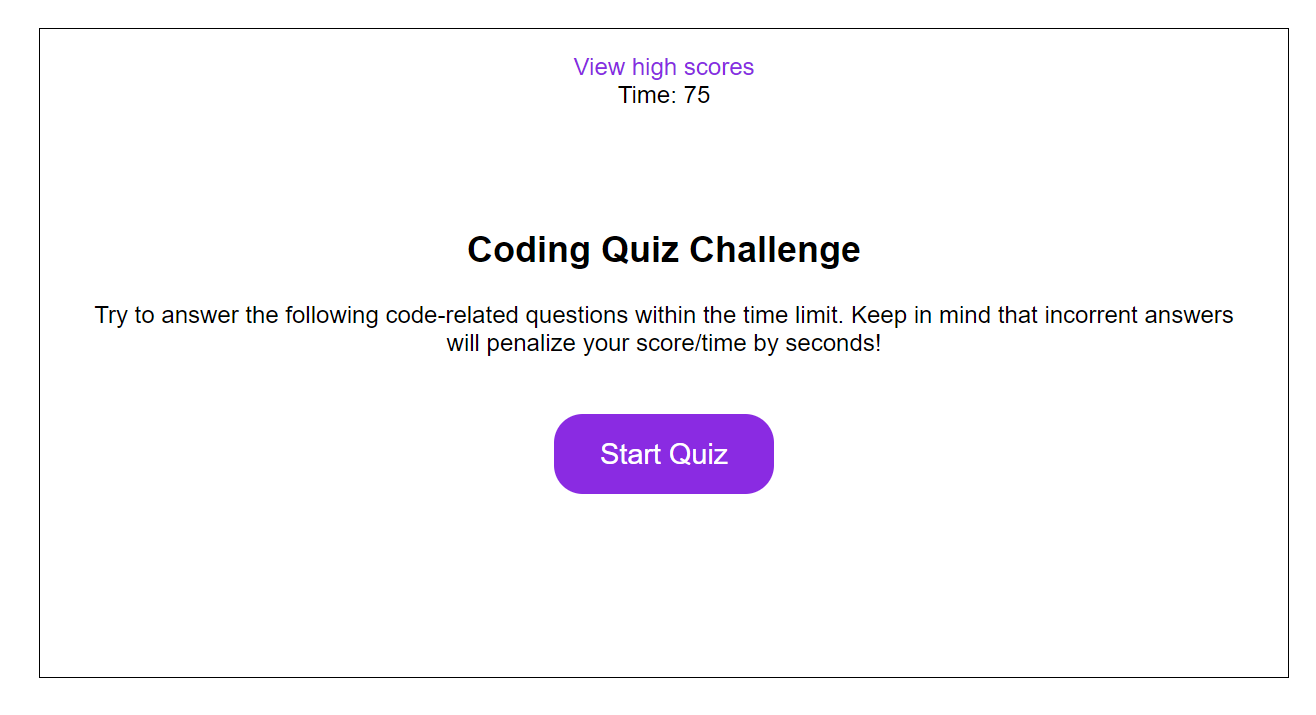 View high scores
Time: 75
Coding Quiz Challenge
Try to answer the following code-related questions within the time limit. Keep in mind that incorrent answers
will penalize your score/time by seconds!
Start Quiz